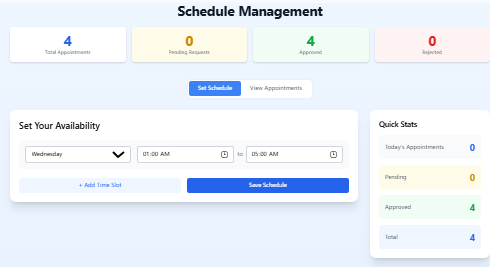 Schedule Management
4
Total Appointments
0
Pending Requests
4
Approved
0
Rejected
Set Schedule
View Appointments
Set Your Availability
Wednesday
01:00 AM
to
05:00 AM
+ Add Time Slot
Save Schedule
Quick Stats
Today's Appointments 0
Pending 0
Approved 4
Total 4